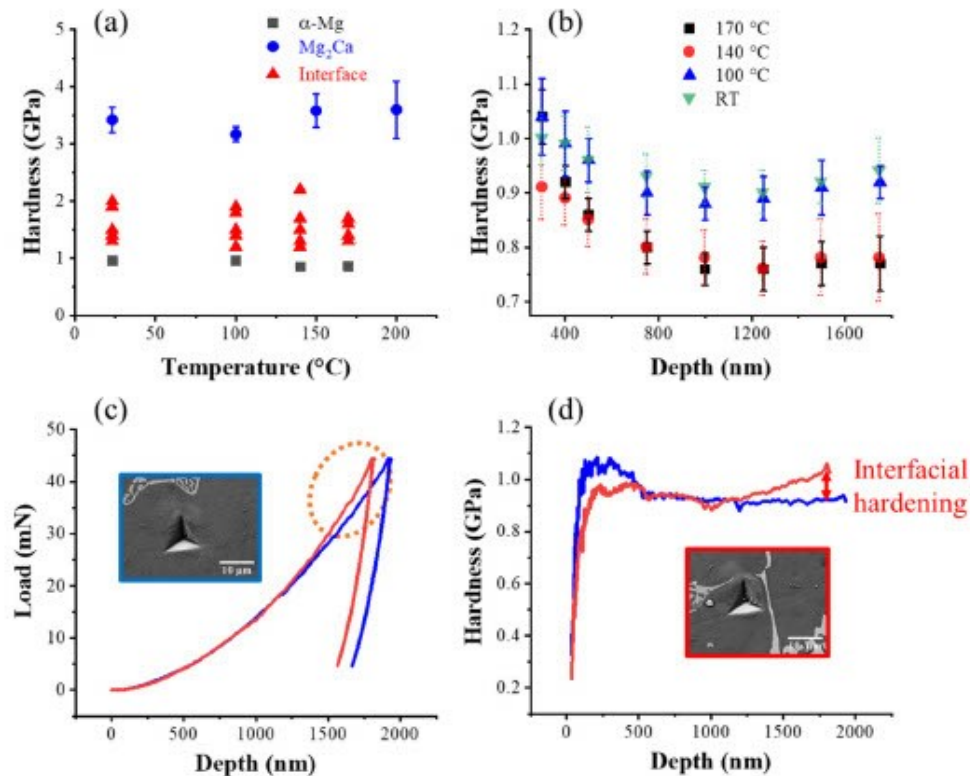 (a)
α-Mg
Mg₂Ca
Interface
Hardness (GPa)
5
4
3
2
1
0
0 50 100 150 200
Temperature (°C)
(b)
170 °C
140 °C
100 °C
RT
Hardness (GPa)
1.2
1.1
1.0
0.9
0.8
0.7
400 800 1200 1600
Depth (nm)
(c)
Load (mN)
50
40
30
20
10
0
10 µm
0 500 1000 1500 2000
Depth (nm)
(d)
Hardness (GPa)
1.2
1.0
0.8
0.6
0.4
0.2
Interfacial
hardening
0 500 1000 1500 2000
Depth (nm)